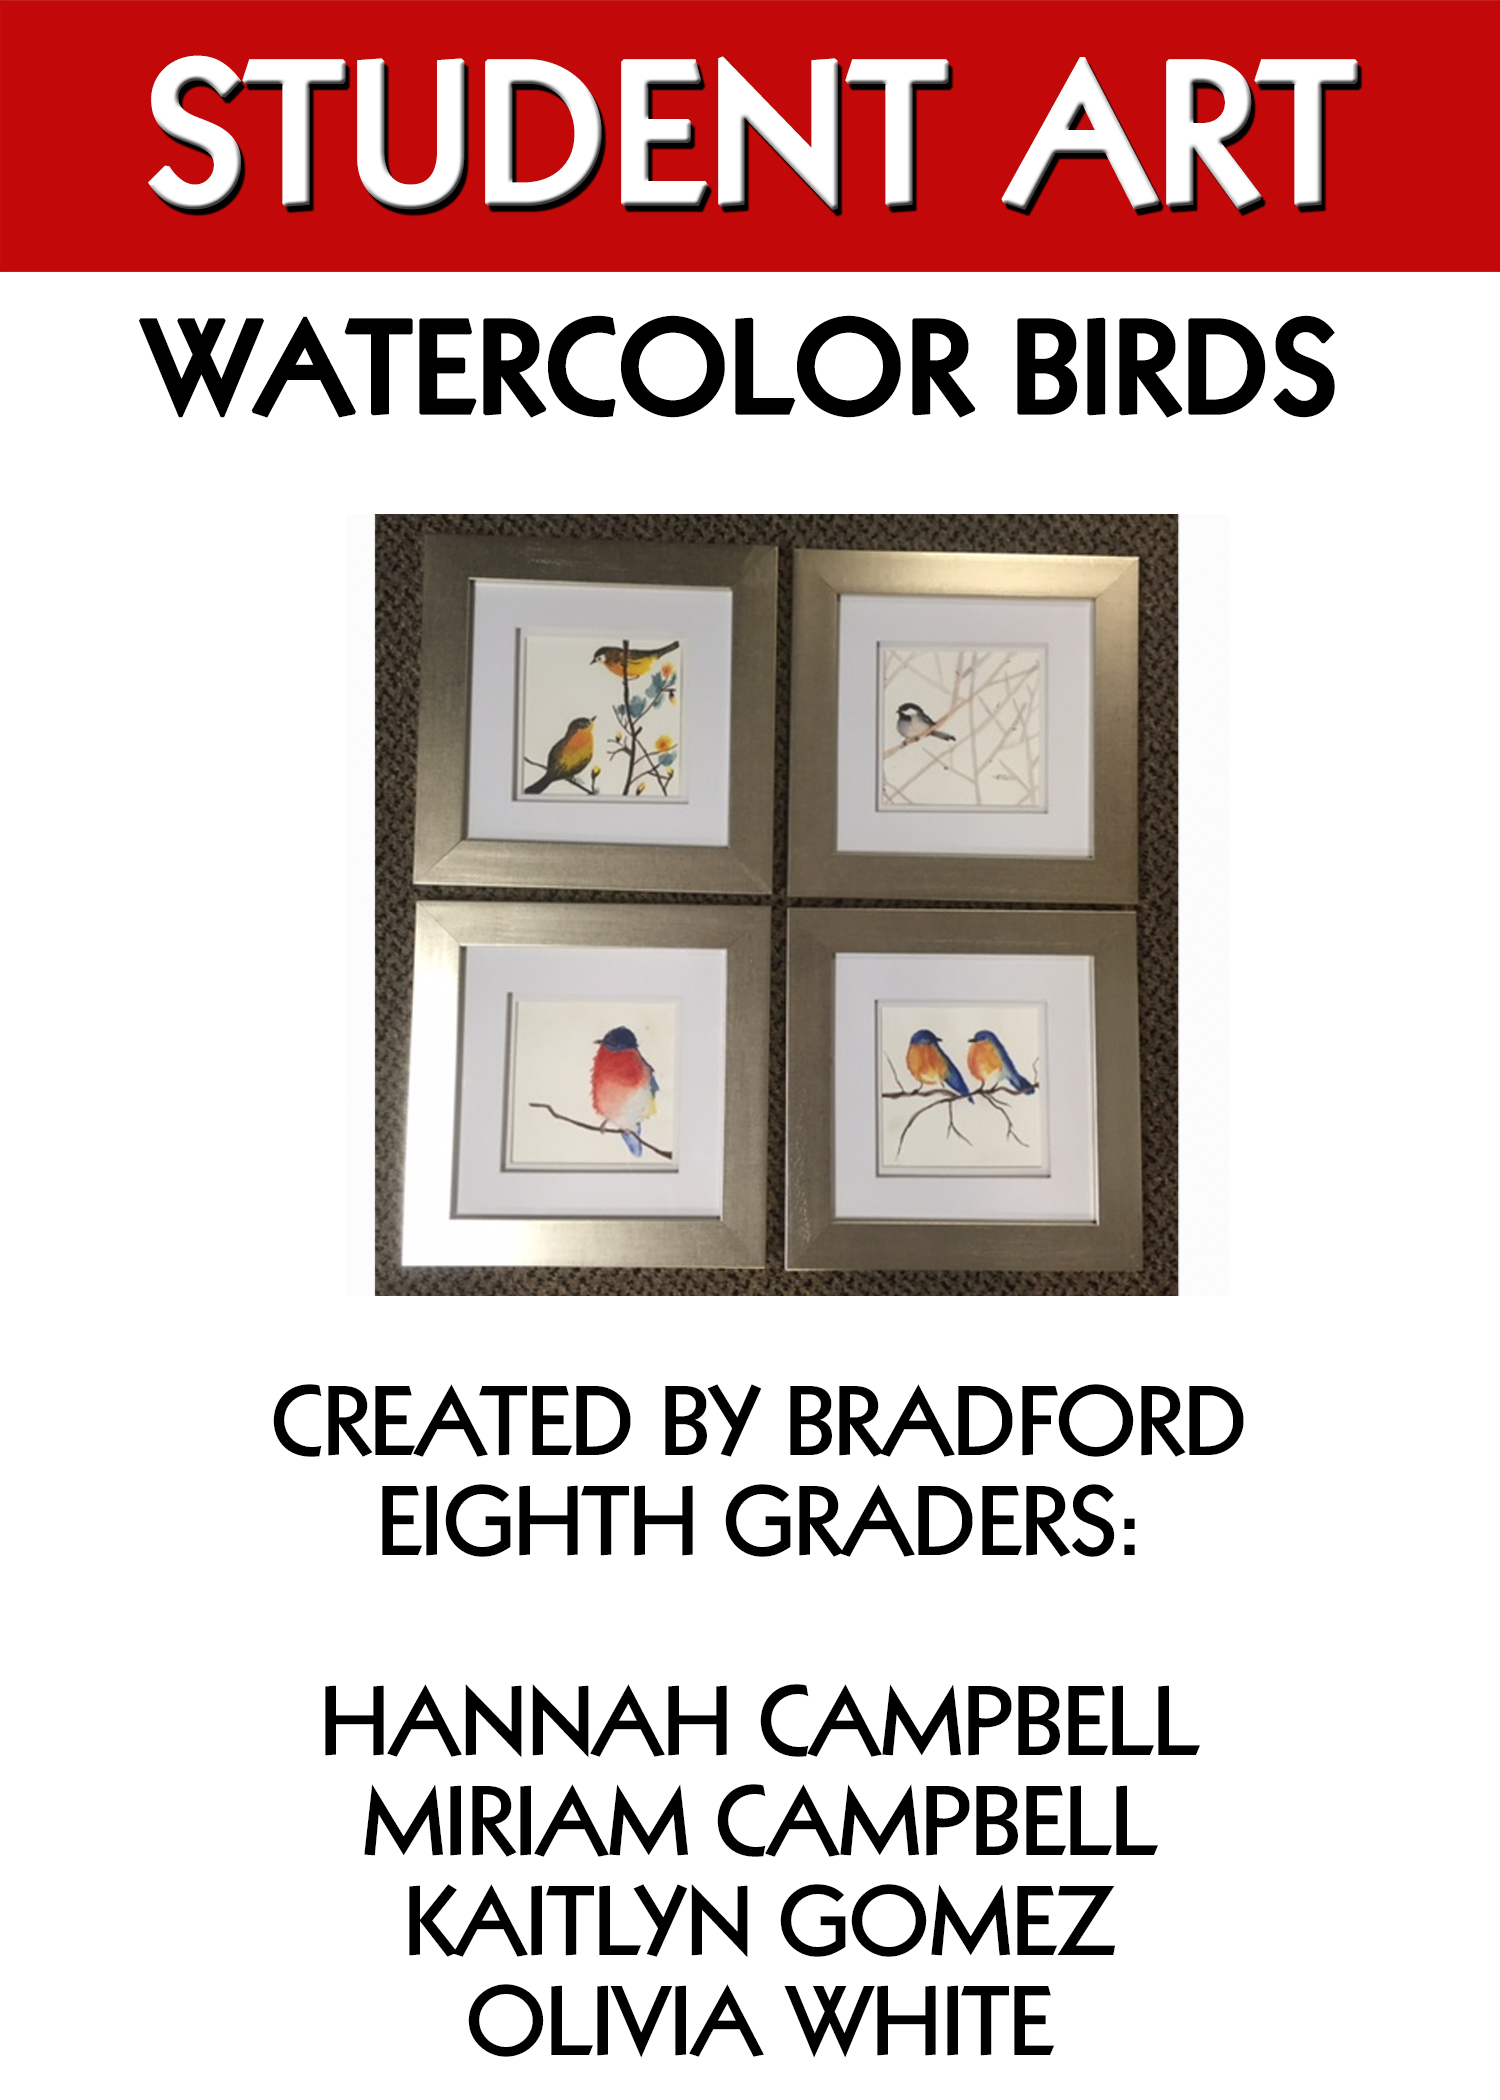 STUDENT ART
WATERCOLOR BIRDS
CREATED BY BRADFORD
EIGHTH GRADERS:
HANNAH CAMPBELL
MIRIAM CAMPBELL
KAITLYN GOMEZ
OLIVIA WHITE